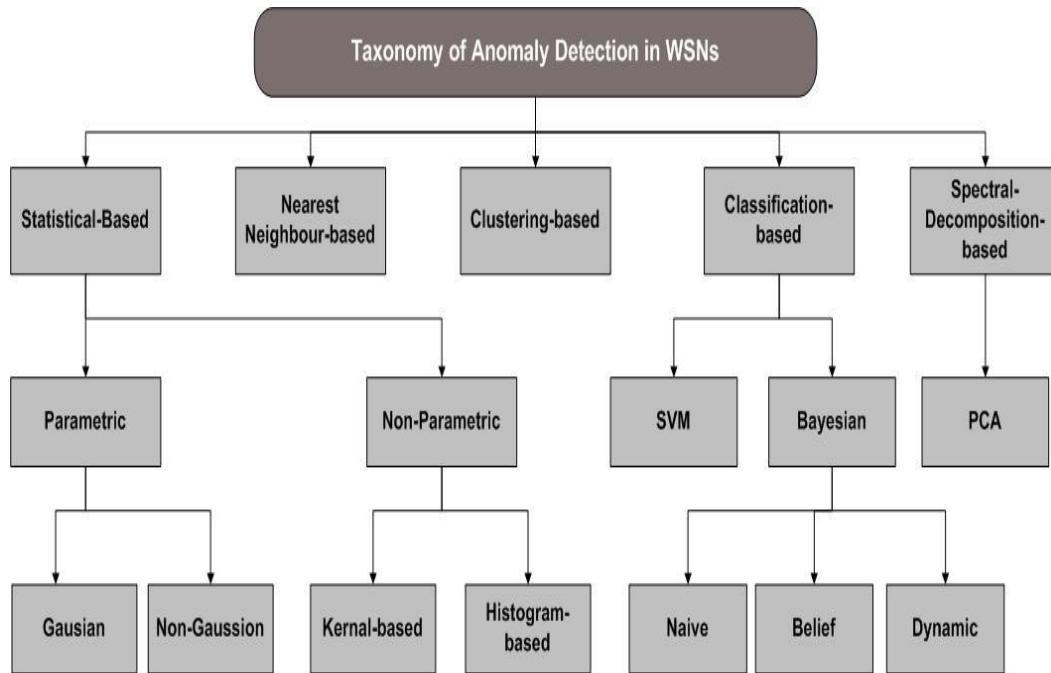 Taxonomy of Anomaly Detection in WSNs
Statistical-Based
Nearest
Neighbour-based
Clustering-based
Classification-
based
Spectral-
Decomposition-
based
Parametric
Non-Parametric
SVM
Bayesian
PCA
Gausian
Non-Gaussion
Kernal-based
Histogram-
based
Naive
Belief
Dynamic